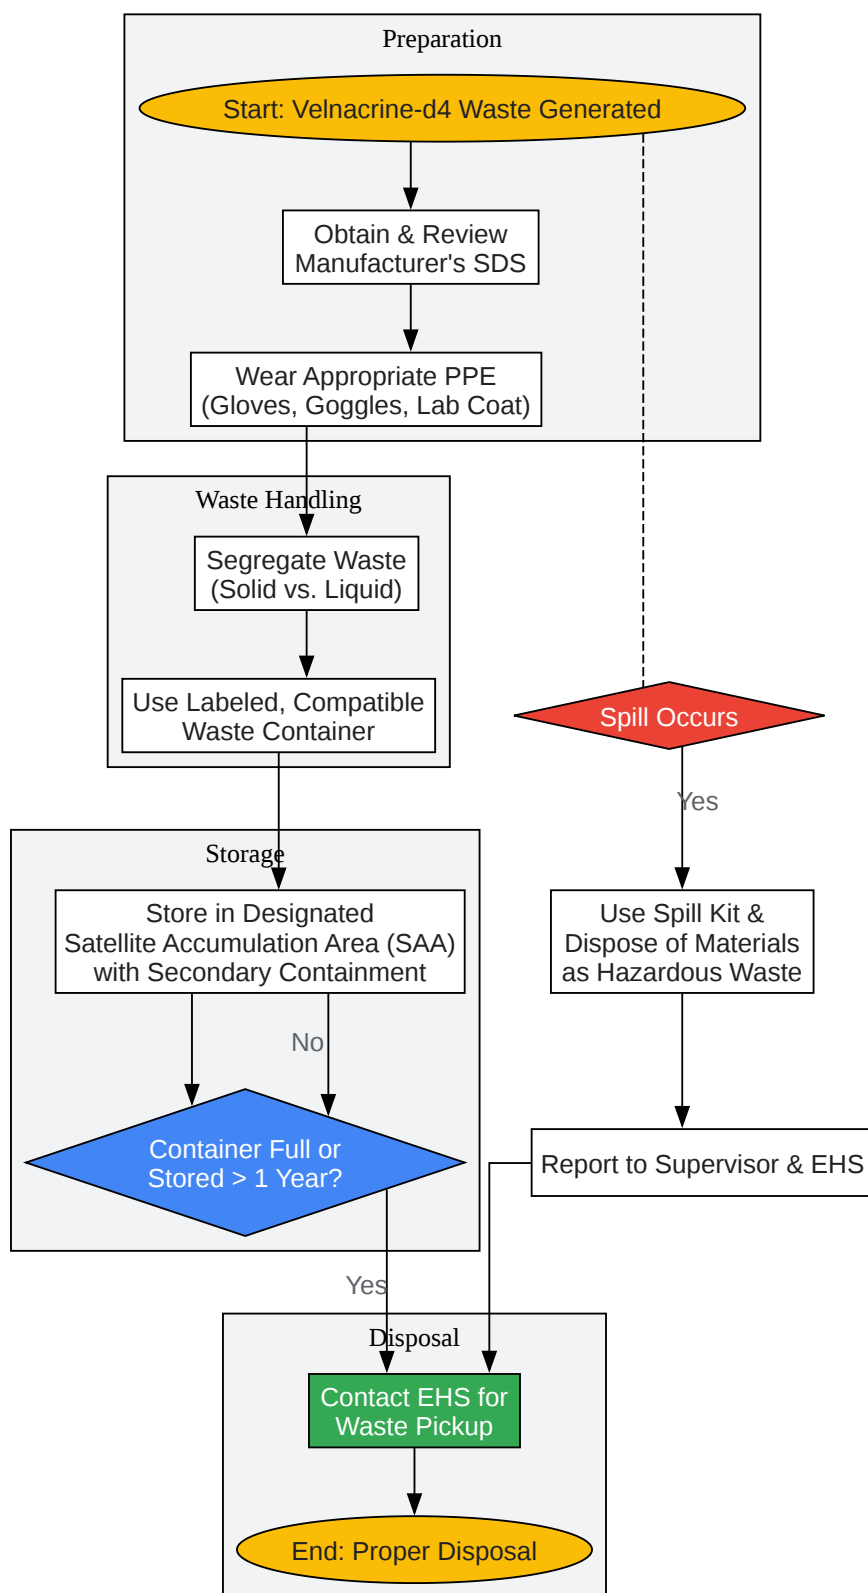 Preparation
Start: Velnacrine-d4 Waste Generated
Obtain & Review
Manufacturer's SDS
Wear Appropriate PPE
(Gloves, Goggles, Lab Coat)
Waste Handling
Segregate Waste
(Solid vs. Liquid)
Use Labeled, Compatible
Waste Container
Spill Occurs
Yes
Storage
Store in Designated
Satellite Accumulation Area (SAA)
with Secondary Containment
Use Spill Kit &
Dispose of Materials
as Hazardous Waste
No
Container Full or
Stored > 1 Year?
Report to Supervisor & EHS
Yes
Disposal
Contact EHS for
Waste Pickup
End: Proper Disposal